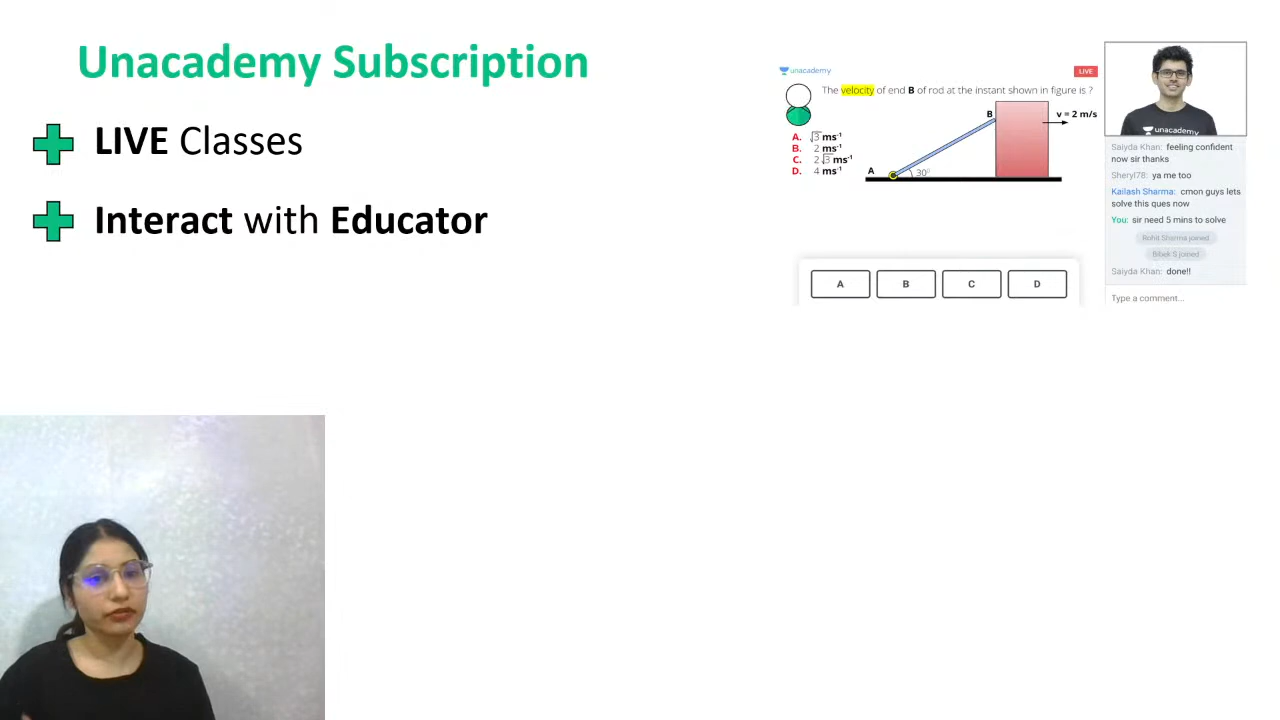 Unacademy Subscription
LIVE Classes
Interact with Educator
unacademy
LIVE
The velocity of end B of rod at the instant shown in figure is ?
A. √3 ms-1
B. 2 ms-1
C. 2√3 ms-1
D. 4 ms-1
B
v = 2 m/s
A
30°
A B C D
unacademy
Saiyda Khan: feeling confident
now sir thanks
Sheryl78: ya me too
Kailash Sharma: cmon guys lets
solve this ques now
You: sir need 5 mins to solve
Rohit Sharma joined
Bibek S joined
Saiyda Khan: done!!
Type a comment...